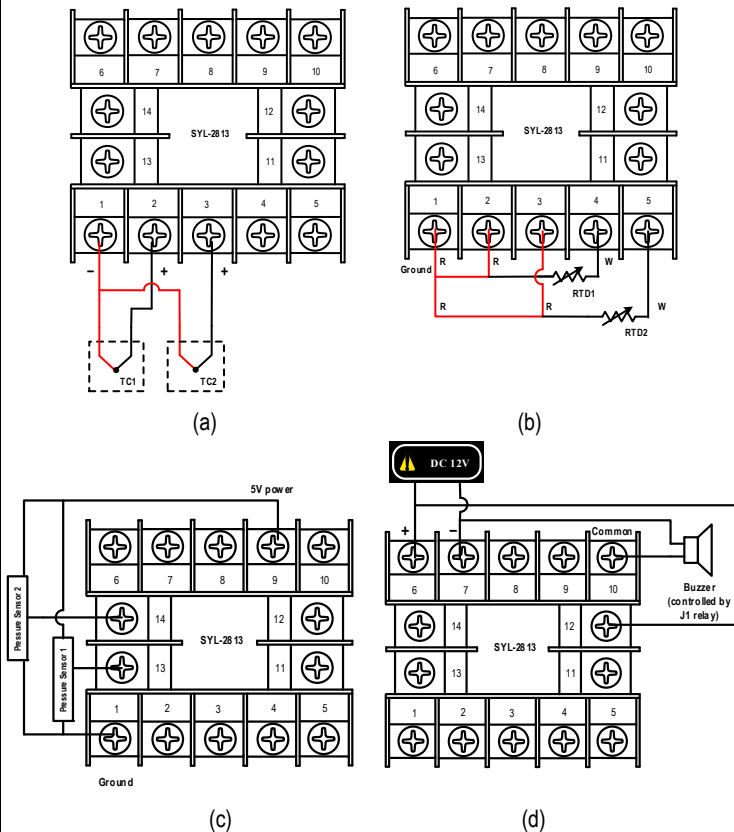 6 7 8 9 10
14 12
SYL-2813
13 11
1 2 3 4 5
− + +
TC1 TC2
(a)
6 7 8 9 10
14 12
SYL-2813
13 11
1 2 3 4 5
R R W
Ground
RTD1
R R W
RTD2
(b)
5V power
6 7 8 9 10
Pressure Sensor 2
14 12
SYL-2813
Pressure Sensor 1
13 11
1 2 3 4 5
Ground
(c)
DC 12V
+ − Common
6 7 8 9 10
Buzzer
(controlled by
J1 relay)
14 12
SYL-2813
13 11
1 2 3 4 5
(d)